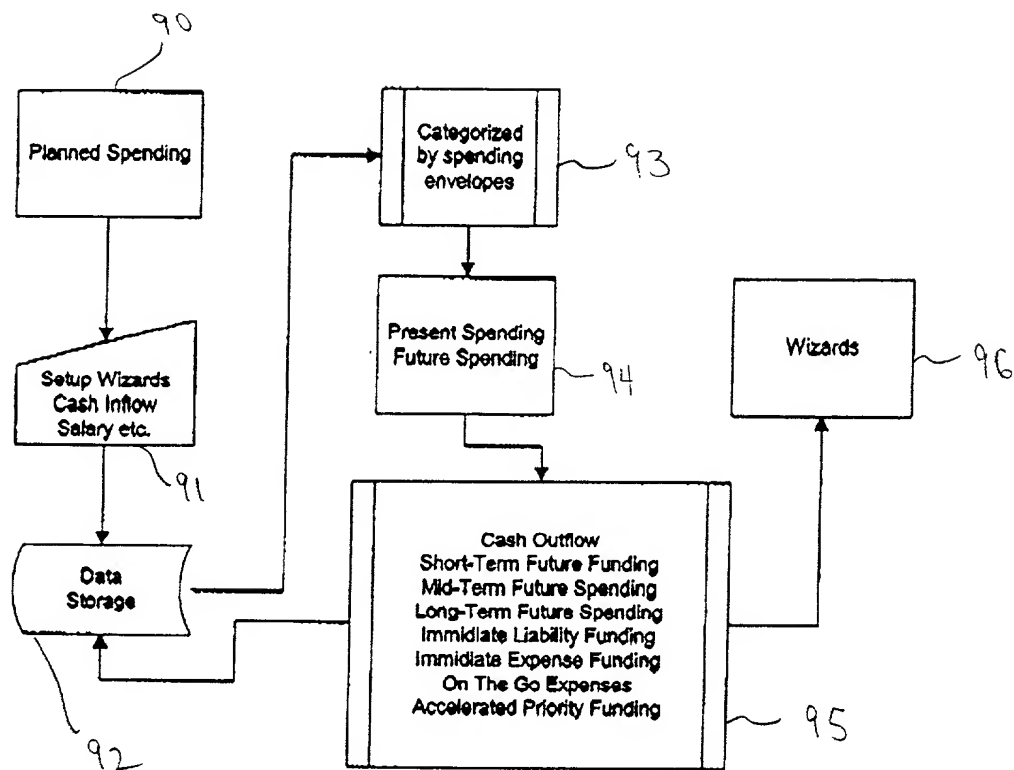 90
Planned Spending
Setup Wizards
Cash Inflow
Salary etc.
91
Data
Storage
92
Categorized
by spending
envelopes
93
Present Spending
Future Spending
94
Cash Outflow
Short-Term Future Funding
Mid-Term Future Spending
Long-Term Future Spending
Immidiate Liability Funding
Immidiate Expense Funding
On The Go Expenses
Accelerated Priority Funding
95
Wizards
96